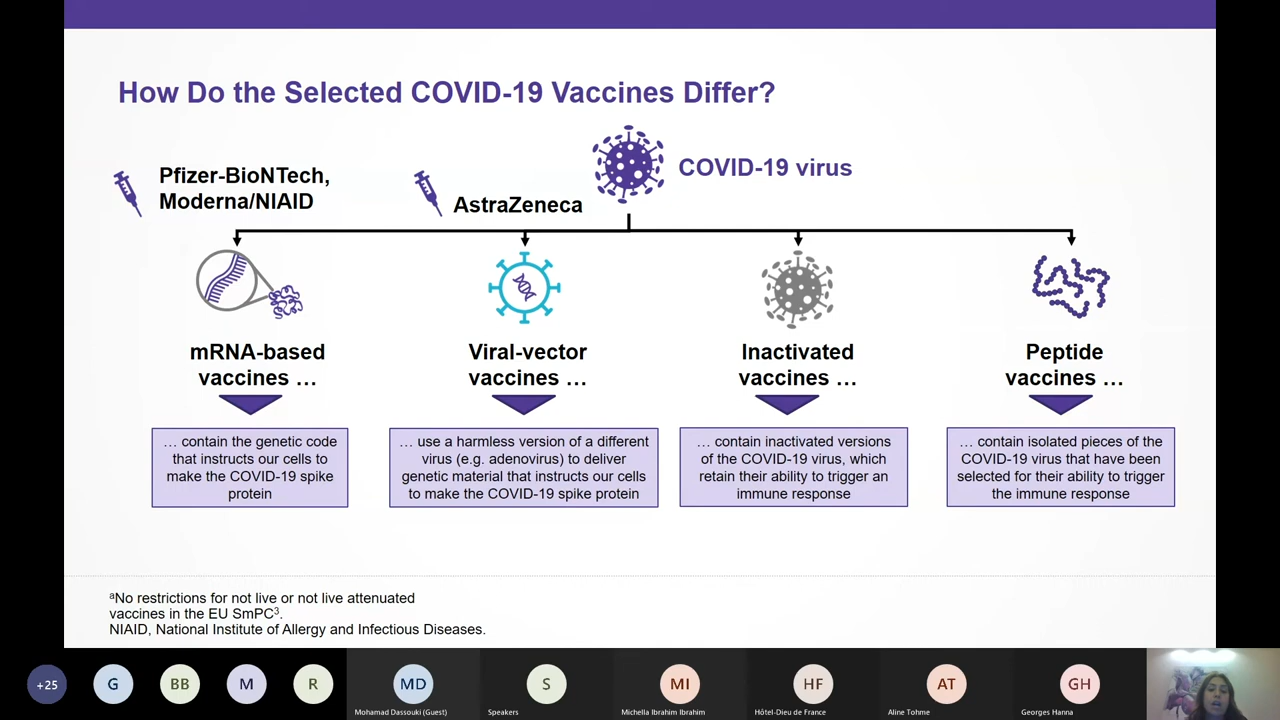 How Do the Selected COVID-19 Vaccines Differ?
Pfizer-BioNTech,
Moderna/NIAID
AstraZeneca
COVID-19 virus
mRNA-based
vaccines …
Viral-vector
vaccines …
Inactivated
vaccines …
Peptide
vaccines …
… contain the genetic code
that instructs our cells to
make the COVID-19 spike
protein
… use a harmless version of a different
virus (e.g. adenovirus) to deliver
genetic material that instructs our cells
to make the COVID-19 spike protein
… contain inactivated versions
of the COVID-19 virus, which
retain their ability to trigger an
immune response
… contain isolated pieces of the
COVID-19 virus that have been
selected for their ability to trigger
the immune response
ᵃNo restrictions for not live or not live attenuated
vaccines in the EU SmPC³.
NIAID, National Institute of Allergy and Infectious Diseases.
+25
G
BB
M
R
MD
Mohamad Dassouki (Guest)
S
Speakers
MI
Michella Ibrahim Ibrahim
HF
Hôtel-Dieu de France
AT
Aline Tohme
GH
Georges Hanna